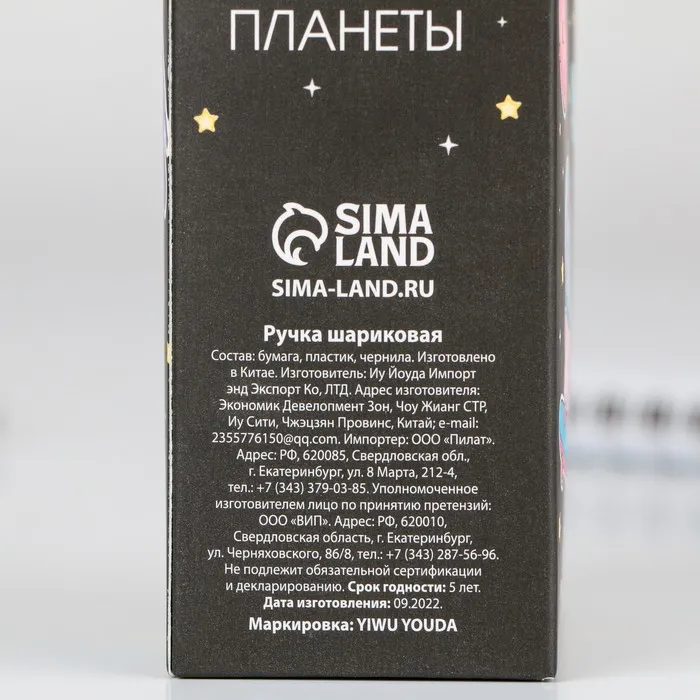 ПЛАНЕТЫ
SIMA
LAND
SIMA-LAND.RU
Ручка шариковая
Состав: бумага, пластик, чернила. Изготовлено
в Китае. Изготовитель: Иу Йоуда Импорт
энд Экспорт Ко, ЛТД. Адрес изготовителя:
Экономик Девелопмент Зон, Чоу Жианг СТР,
Иу Сити, Чжэцзян Провинс, Китай; e-mail:
2355776150@qq.com. Импортер: ООО «Пилат».
Адрес: РФ, 620085, Свердловская обл.,
г. Екатеринбург, ул. 8 Марта, 212-4,
тел.: +7 (343) 379-03-85. Уполномоченное
изготовителем лицо по принятию претензий:
ООО «ВИП». Адрес: РФ, 620010,
Свердловская область, г. Екатеринбург,
ул. Черняховского, 86/8, тел.: +7 (343) 287-56-96.
Не подлежит обязательной сертификации
и декларированию. Срок годности: 5 лет.
Дата изготовления: 09.2022.
Маркировка: YIWU YOUDA